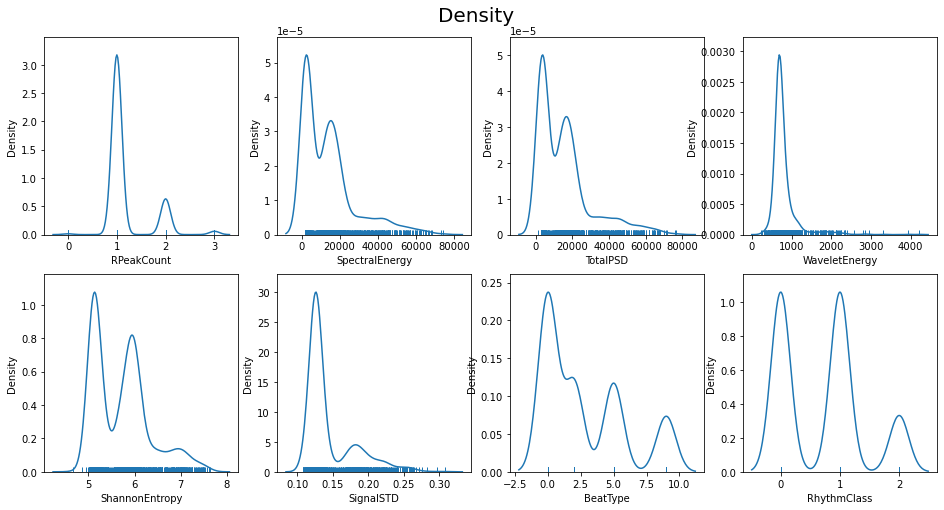 Density
Density
3.0
2.5
2.0
1.5
1.0
0.5
0.0
0 1 2 3
RPeakCount
1e−5
Density
5
4
3
2
1
0
0 20000 40000 60000 80000
SpectralEnergy
1e−5
Density
5
4
3
2
1
0
0 20000 40000 60000 80000
TotalPSD
Density
0.0030
0.0025
0.0020
0.0015
0.0010
0.0005
0.0000
0 1000 2000 3000 4000
WaveletEnergy
Density
1.0
0.8
0.6
0.4
0.2
0.0
5 6 7 8
ShannonEntropy
Density
30
25
20
15
10
5
0
0.10 0.15 0.20 0.25 0.30
SignalSTD
Density
0.25
0.20
0.15
0.10
0.05
0.00
−2.5 0.0 2.5 5.0 7.5 10.0
BeatType
Density
1.0
0.8
0.6
0.4
0.2
0.0
0 1 2
RhythmClass